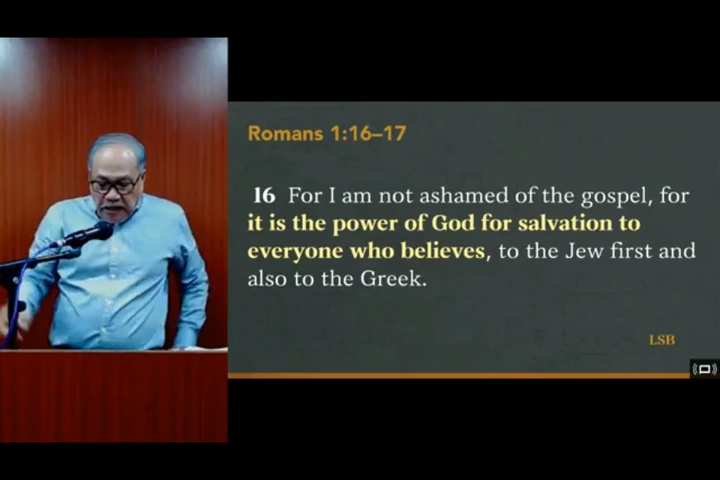 Romans 1:16–17
16 For I am not ashamed of the gospel, for
it is the power of God for salvation to
everyone who believes, to the Jew first and
also to the Greek.
LSB